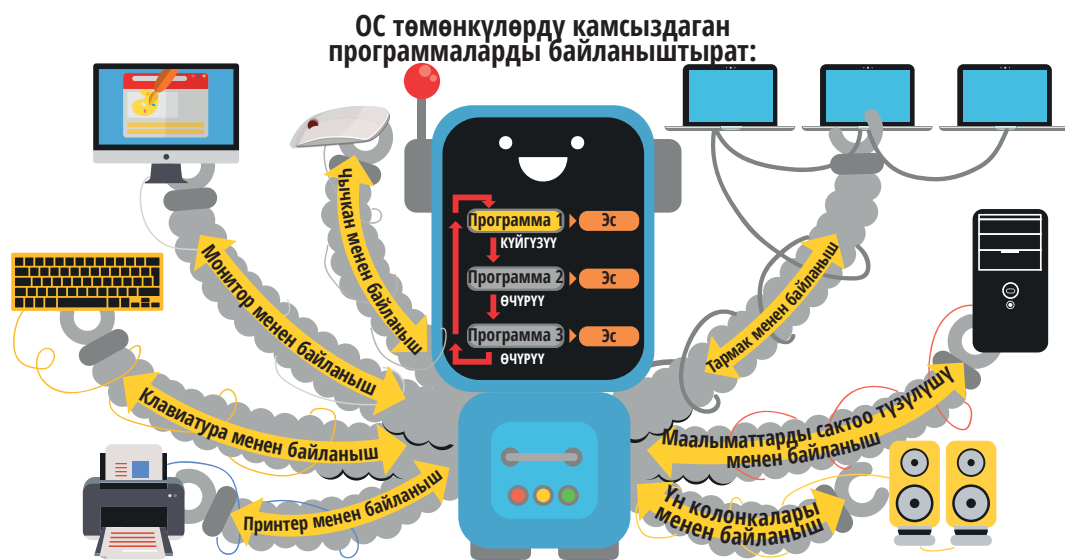 ОС төмөнкүлөрдү камсыздаган
программаларды байланыштырат:
Чычкан менен байланыш
Монитор менен байланыш
Клавиатура менен байланыш
Принтер менен байланыш
Программа 1
Эс
КҮЙГҮЗҮҮ
Программа 2
Эс
ӨЧҮРҮҮ
Программа 3
Эс
ӨЧҮРҮҮ
Тармак менен байланыш
Маалыматтарды сактоо түзүлүшү
менен байланыш
Үн колонкалары
менен байланыш